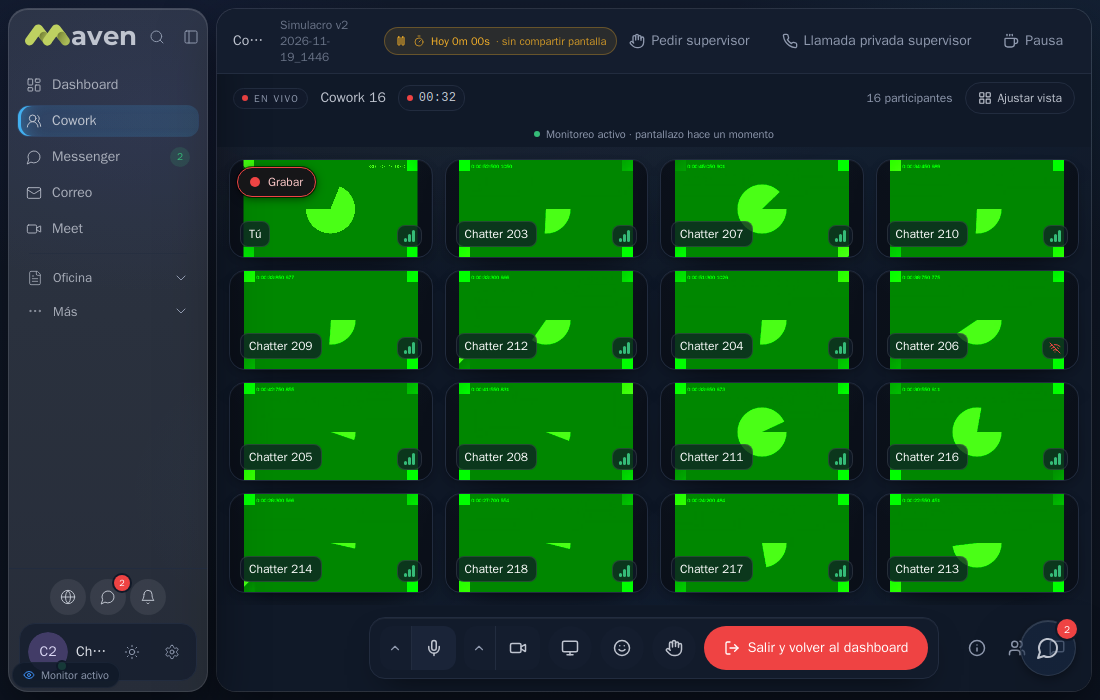 Maven
Dashboard
Cowork
Messenger
2
Correo
Meet
Oficina
Más
2
C2
Ch···
Monitor activo
Co···
Simulacro v2
2026-11-
19_1446
Hoy 0m 00s · sin compartir pantalla
Pedir supervisor
Llamada privada supervisor
Pausa
EN VIVO
Cowork 16
00:32
16 participantes
Ajustar vista
Monitoreo activo · pantallazo hace un momento
Grabar
Tú
Chatter 203
Chatter 207
Chatter 210
Chatter 209
Chatter 212
Chatter 204
Chatter 206
Chatter 205
Chatter 208
Chatter 211
Chatter 216
Chatter 214
Chatter 218
Chatter 217
Chatter 213
Salir y volver al dashboard
2